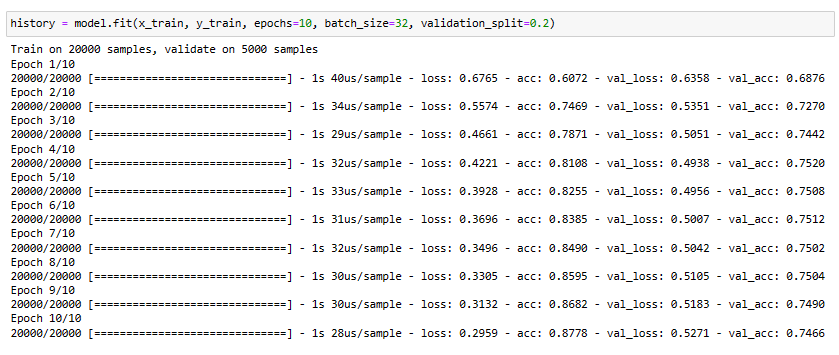 history = model.fit(x_train, y_train, epochs=10, batch_size=32, validation_split=0.2)
Train on 20000 samples, validate on 5000 samples
Epoch 1/10
20000/20000 [==============================] - 1s 40us/sample - loss: 0.6765 - acc: 0.6072 - val_loss: 0.6358 - val_acc: 0.6876
Epoch 2/10
20000/20000 [==============================] - 1s 34us/sample - loss: 0.5574 - acc: 0.7469 - val_loss: 0.5351 - val_acc: 0.7270
Epoch 3/10
20000/20000 [==============================] - 1s 29us/sample - loss: 0.4661 - acc: 0.7871 - val_loss: 0.5051 - val_acc: 0.7442
Epoch 4/10
20000/20000 [==============================] - 1s 32us/sample - loss: 0.4221 - acc: 0.8108 - val_loss: 0.4938 - val_acc: 0.7520
Epoch 5/10
20000/20000 [==============================] - 1s 33us/sample - loss: 0.3928 - acc: 0.8255 - val_loss: 0.4956 - val_acc: 0.7508
Epoch 6/10
20000/20000 [==============================] - 1s 31us/sample - loss: 0.3696 - acc: 0.8385 - val_loss: 0.5007 - val_acc: 0.7512
Epoch 7/10
20000/20000 [==============================] - 1s 32us/sample - loss: 0.3496 - acc: 0.8490 - val_loss: 0.5042 - val_acc: 0.7502
Epoch 8/10
20000/20000 [==============================] - 1s 30us/sample - loss: 0.3305 - acc: 0.8595 - val_loss: 0.5105 - val_acc: 0.7504
Epoch 9/10
20000/20000 [==============================] - 1s 30us/sample - loss: 0.3132 - acc: 0.8682 - val_loss: 0.5183 - val_acc: 0.7490
Epoch 10/10
20000/20000 [==============================] - 1s 28us/sample - loss: 0.2959 - acc: 0.8778 - val_loss: 0.5271 - val_acc: 0.7466